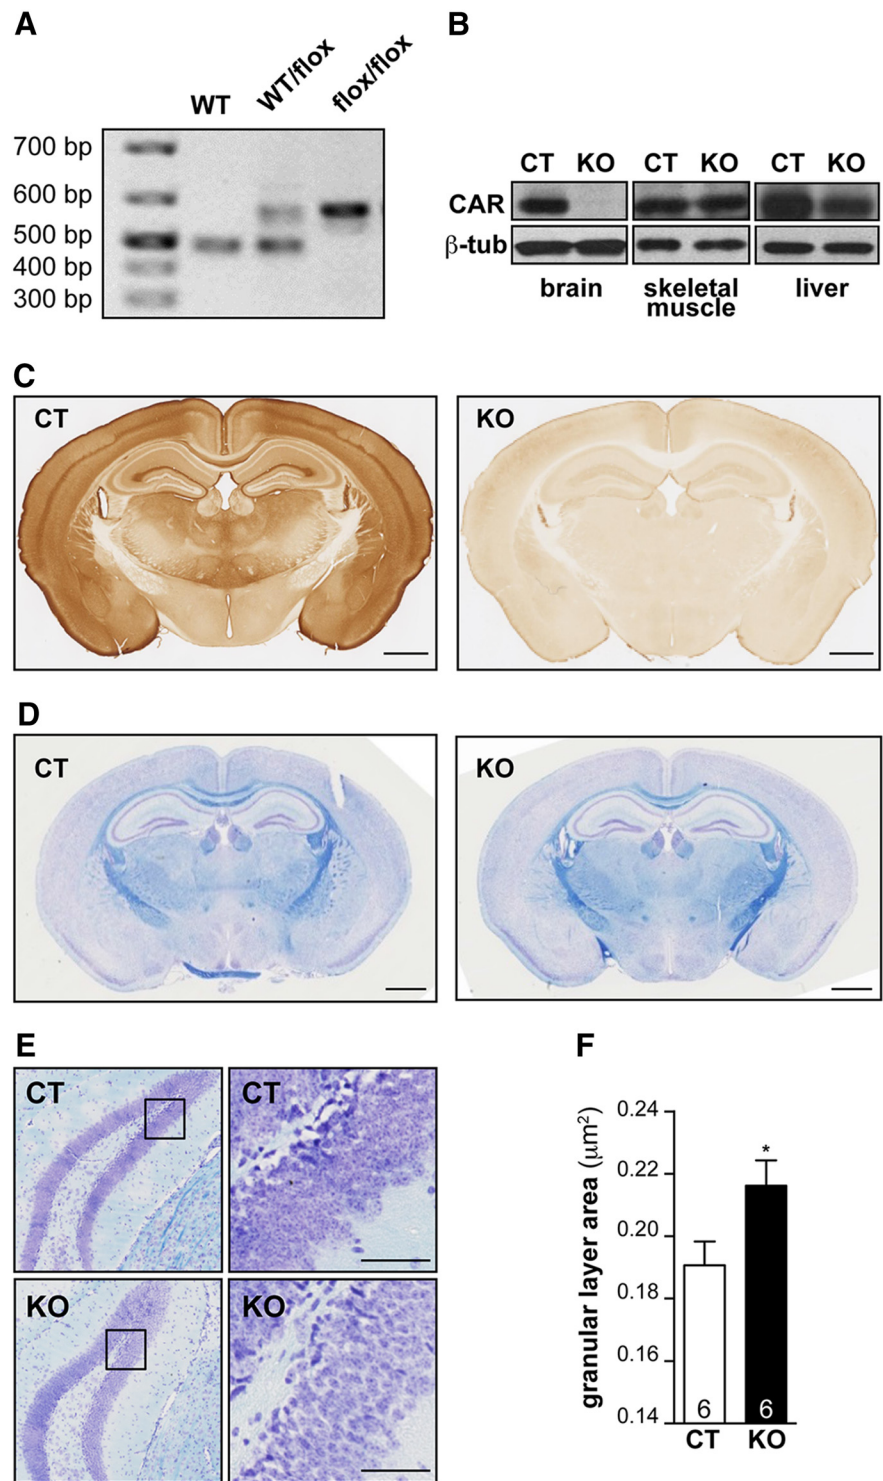 A
WT
WT/flox
flox/flox
700 bp
600 bp
500 bp
400 bp
300 bp
B
CT KO CT KO CT KO
CAR
β-tub
brain
skeletal
muscle
liver
C
CT
KO
D
CT
KO
E
CT
CT
KO
KO
F
granular layer area (µm²)
0.24
0.22
0.20
0.18
0.16
0.14
*
6
6
CT
KO